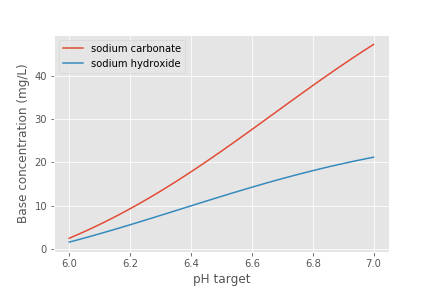 sodium carbonate
sodium hydroxide
Base concentration (mg/L)
40
30
20
10
0
6.0 6.2 6.4 6.6 6.8 7.0
pH target